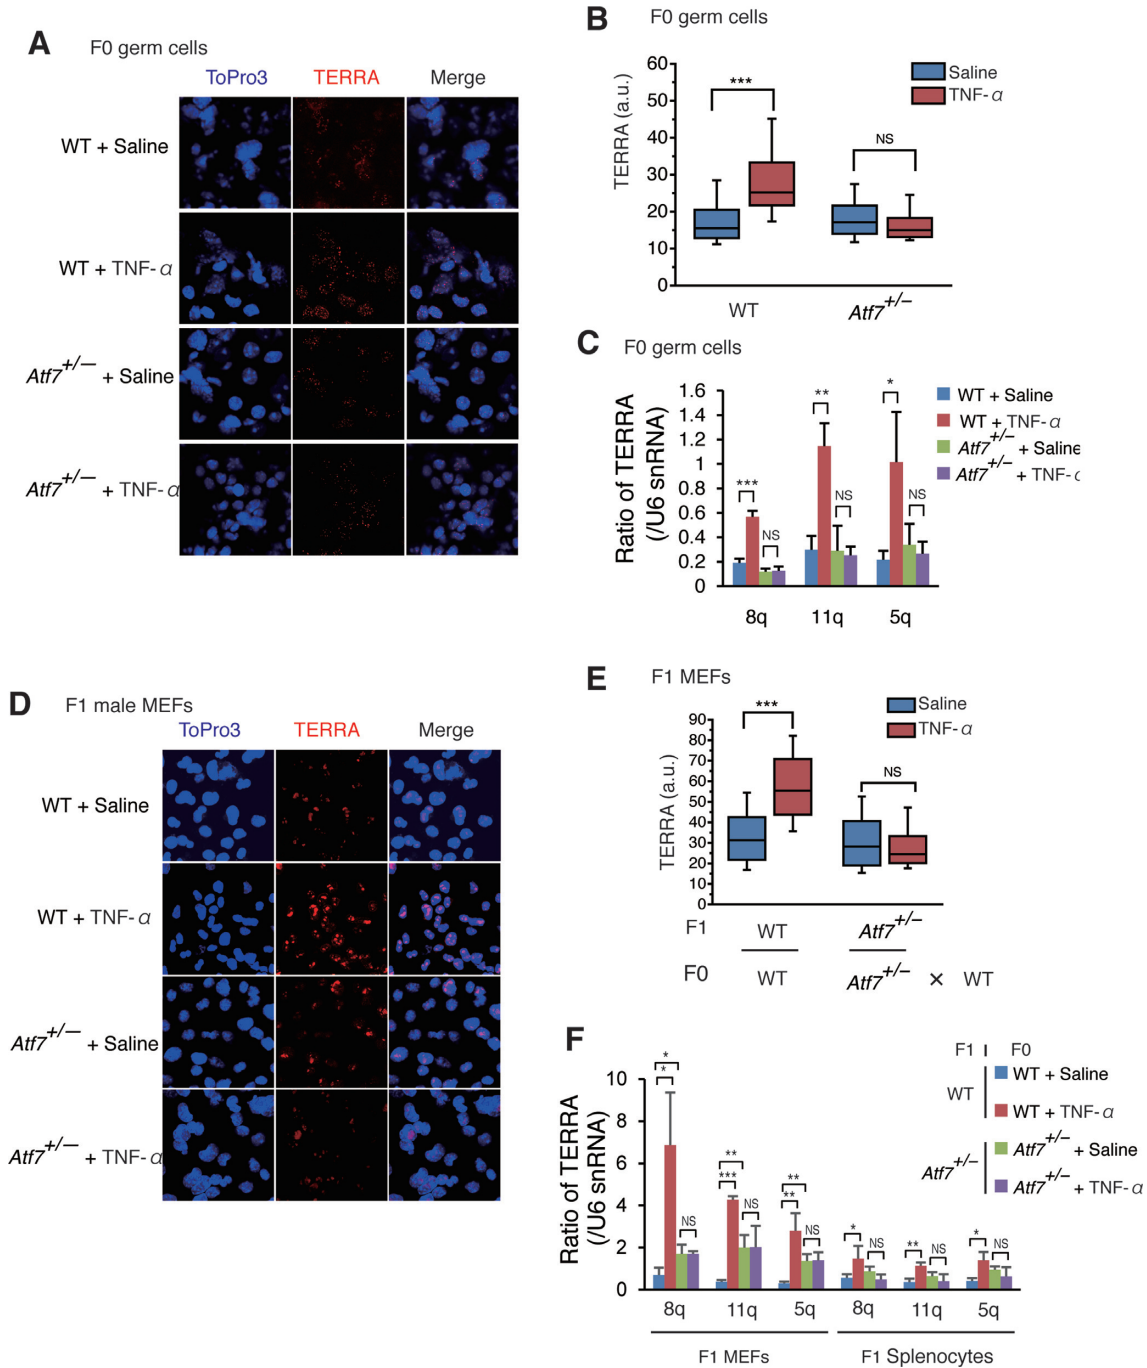 A F0 germ cells
ToPro3 TERRA Merge
WT + Saline
WT + TNF-α
Atf7+/− + Saline
Atf7+/− + TNF-α
B F0 germ cells
Saline
TNF-α
TERRA (a.u.)
60
50
40
30
20
10
0
***
NS
WT Atf7+/−
C F0 germ cells
WT + Saline
WT + TNF-α
Atf7+/− + Saline
Atf7+/− + TNF-
Ratio of TERRA
(/U6 snRNA)
1.6
1.4
1.2
1
0.8
0.6
0.4
0.2
0
*** NS ** NS * NS
8q 11q 5q
D F1 male MEFs
ToPro3 TERRA Merge
WT + Saline
WT + TNF-α
Atf7+/− + Saline
Atf7+/− + TNF-α
E F1 MEFs
Saline
TNF-α
TERRA (a.u.)
90
80
70
60
50
40
30
20
10
0
***
NS
F1 WT Atf7+/−
F0 WT Atf7+/− × WT
F
F1 F0
WT
WT + Saline
WT + TNF-α
Atf7+/−
Atf7+/− + Saline
Atf7+/− + TNF-α
Ratio of TERRA
(/U6 snRNA)
10
8
6
4
2
0
* * NS ** *** NS ** ** NS * NS ** NS * NS
8q 11q 5q 8q 11q 5q
F1 MEFs F1 Splenocytes